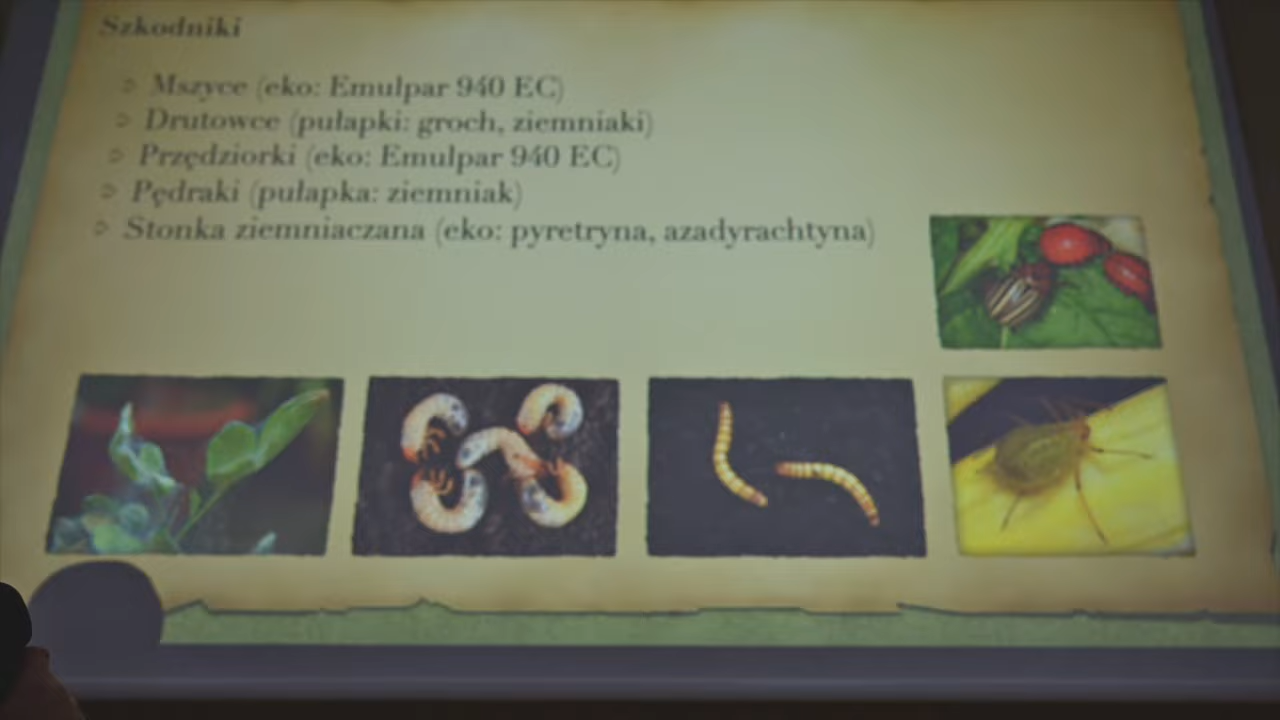 Szkodniki
Mszyce (eko: Emulpar 940 EC)
Drutowce (pułapki: groch, ziemniaki)
Przędziorki (eko: Emulpar 940 EC)
Pędraki (pułapka: ziemniak)
Stonka ziemniaczana (eko: pyretryna, azadyrachtyna)